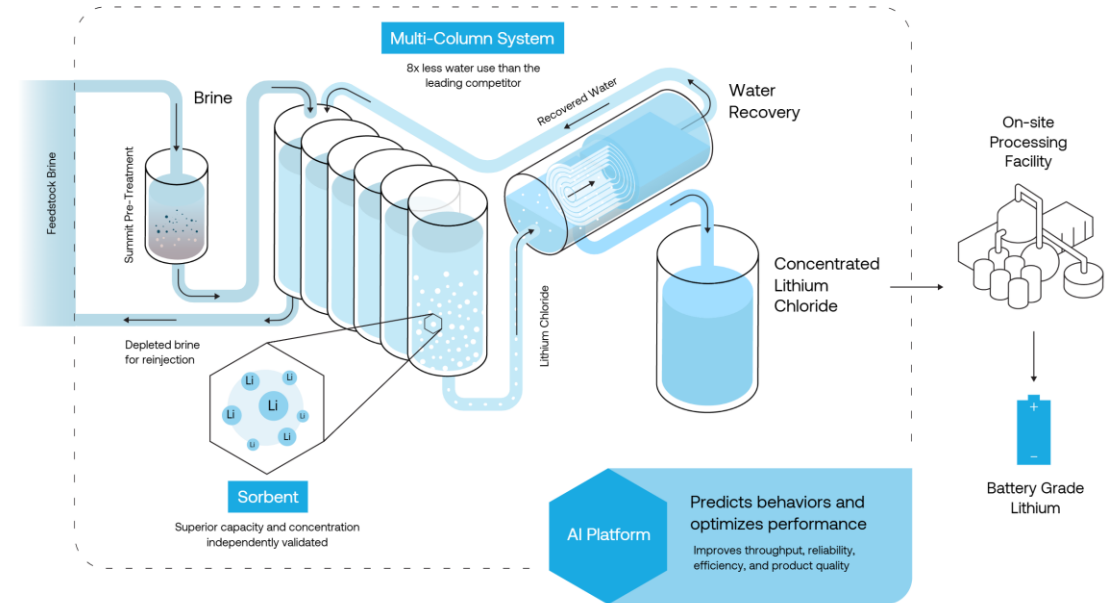 Multi-Column System
8x less water use than the
leading competitor
Feedstock Brine
Summit Pre-Treatment
Brine
Recovered Water
Water
Recovery
Depleted brine
for reinjection
Lithium Chloride
Concentrated
Lithium
Chloride
Li
Li
Li
Li
Li
Li
Li
Sorbent
Superior capacity and concentration
independently validated
AI Platform
Predicts behaviors and
optimizes performance
Improves throughput, reliability,
efficiency, and product quality
On-site
Processing
Facility
+
−
Battery Grade
Lithium